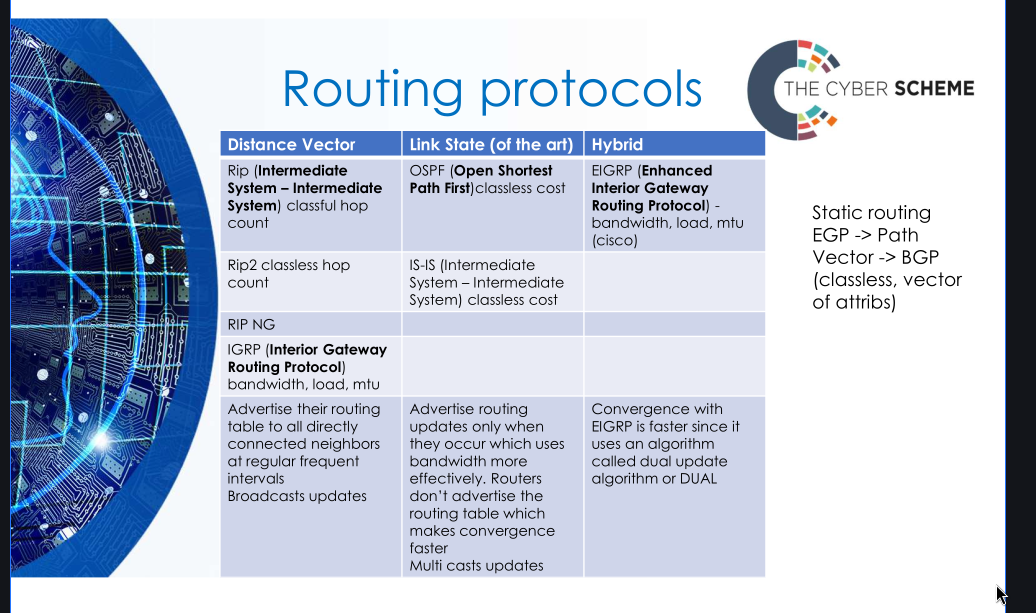 Routing protocols
THE CYBER SCHEME
Distance Vector
Link State (of the art)
Hybrid
Rip (Intermediate
System – Intermediate
System) classful hop
count
OSPF (Open Shortest
Path First)classless cost
EIGRP (Enhanced
Interior Gateway
Routing Protocol) -
bandwidth, load, mtu
(cisco)
Rip2 classless hop
count
IS-IS (Intermediate
System – Intermediate
System) classless cost
RIP NG
IGRP (Interior Gateway
Routing Protocol)
bandwidth, load, mtu
Advertise their routing
table to all directly
connected neighbors
at regular frequent
intervals
Broadcasts updates
Advertise routing
updates only when
they occur which uses
bandwidth more
effectively. Routers
don’t advertise the
routing table which
makes convergence
faster
Multi casts updates
Convergence with
EIGRP is faster since it
uses an algorithm
called dual update
algorithm or DUAL
Static routing
EGP -> Path
Vector -> BGP
(classless, vector
of attribs)